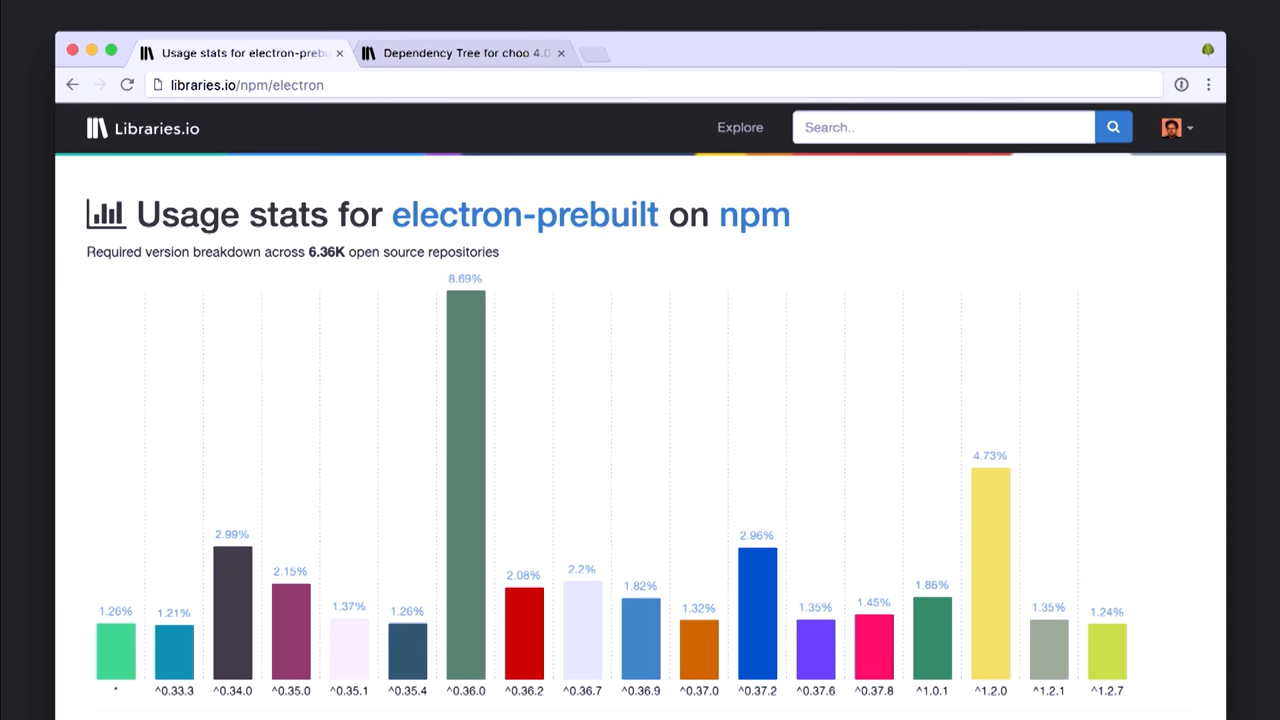 Usage stats for electron-prebu
Dependency Tree for choo 4.0
libraries.io/npm/electron
Libraries.io
Explore
Search..
Usage stats for electron-prebuilt on npm
Required version breakdown across 6.36K open source repositories
1.26% 1.21% 2.99% 2.15% 1.37% 1.26% 8.69% 2.08% 2.2% 1.82% 1.32% 2.96% 1.35% 1.45% 1.86% 4.73% 1.35% 1.24%
* ^0.33.3 ^0.34.0 ^0.35.0 ^0.35.1 ^0.35.4 ^0.36.0 ^0.36.2 ^0.36.7 ^0.36.9 ^0.37.0 ^0.37.2 ^0.37.6 ^0.37.8 ^1.0.1 ^1.2.0 ^1.2.1 ^1.2.7